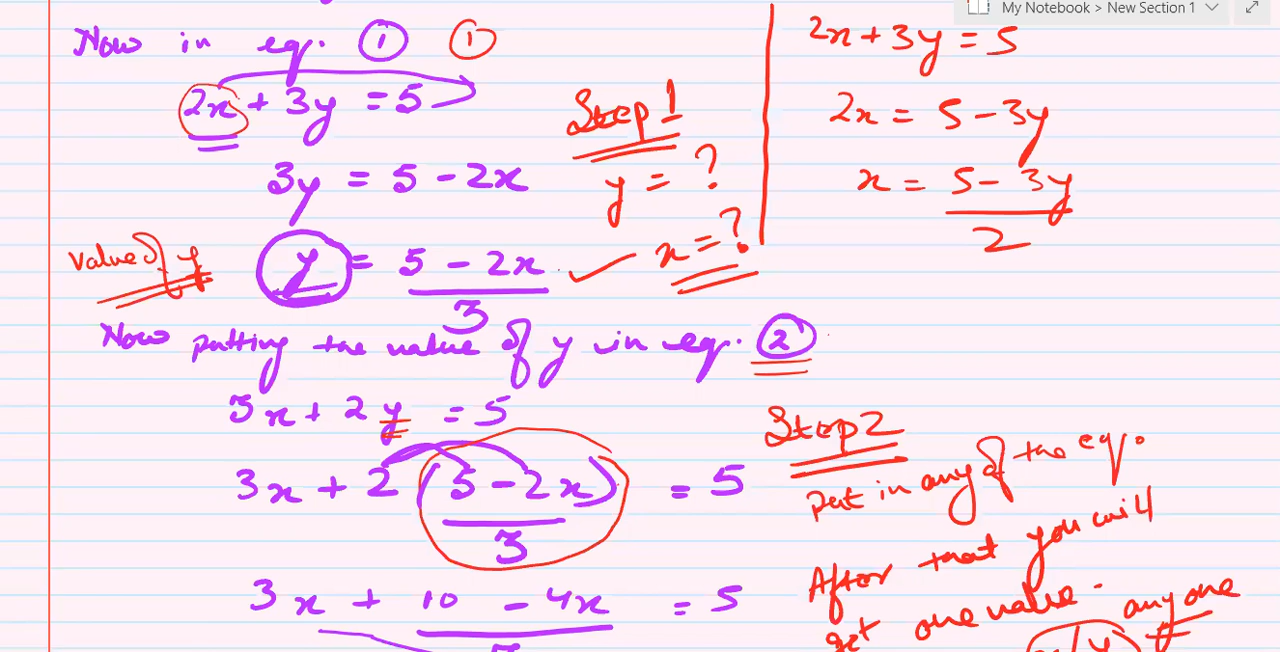 My Notebook > New Section 1
Now in eq. ① ①
2x + 3y = 5
3y = 5 - 2x
Value of y
y = 5 - 2x
3
Now putting the value of y in eq. ②
3x + 2y = 5
3x + 2 (5 - 2x) = 5
3
3x + 10 - 4x = 5
Step 1
y = ?
✓ x = ?
2x + 3y = 5
2x = 5 - 3y
x = 5 - 3y
2
Step 2
put in any of the eq.
After that you will
get one value. any one